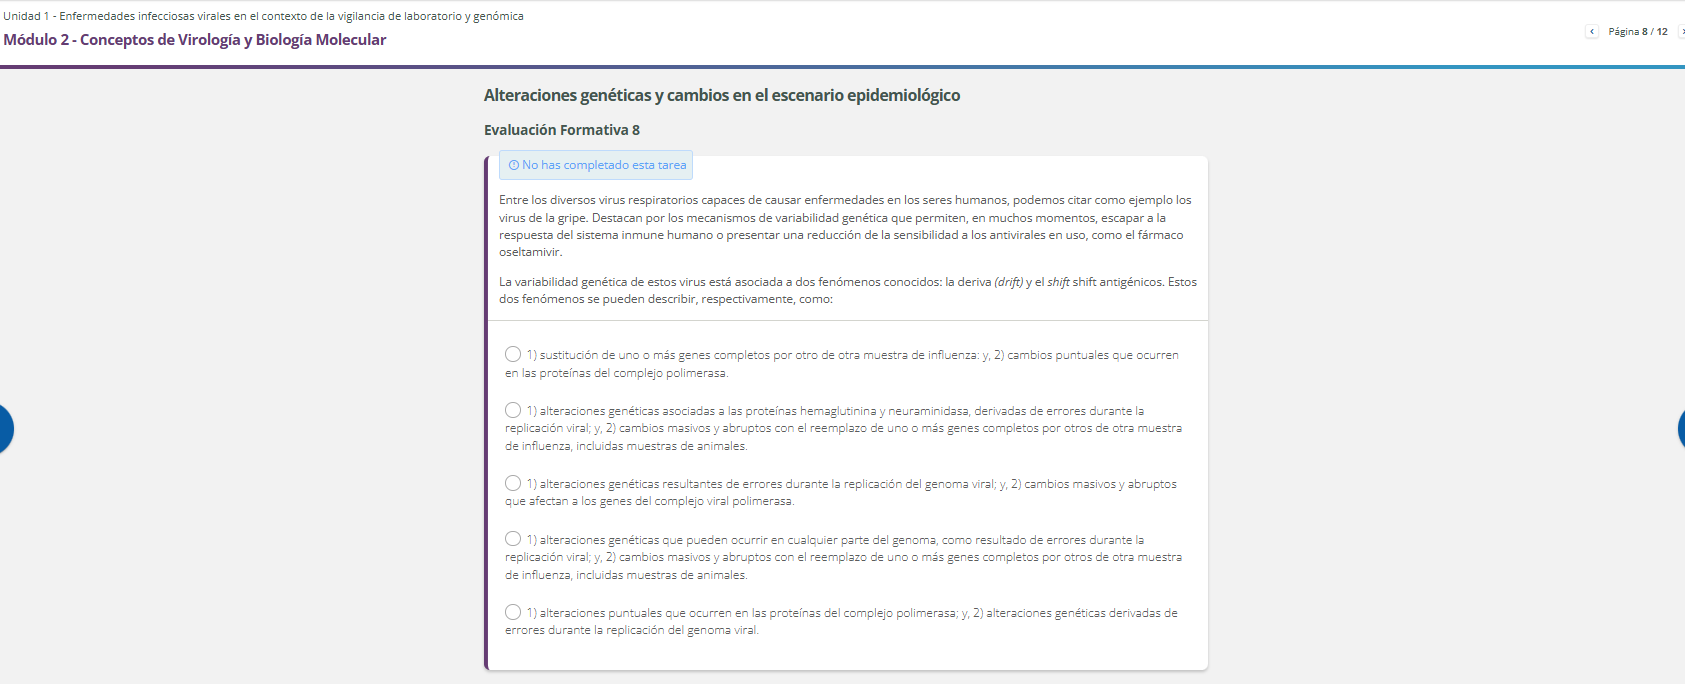 Unidad 1 - Enfermedades infecciosas virales en el contexto de la vigilancia de laboratorio y genómica
Módulo 2 - Conceptos de Virología y Biología Molecular
Página 8 / 12
Alteraciones genéticas y cambios en el escenario epidemiológico
Evaluación Formativa 8
No has completado esta tarea
Entre los diversos virus respiratorios capaces de causar enfermedades en los seres humanos, podemos citar como ejemplo los
virus de la gripe. Destacan por los mecanismos de variabilidad genética que permiten, en muchos momentos, escapar a la
respuesta del sistema inmune humano o presentar una reducción de la sensibilidad a los antivirales en uso, como el fármaco
oseltamivir.
La variabilidad genética de estos virus está asociada a dos fenómenos conocidos: la deriva (drift) y el shift shift antigénicos. Estos
dos fenómenos se pueden describir, respectivamente, como:
1) sustitución de uno o más genes completos por otro de otra muestra de influenza: y, 2) cambios puntuales que ocurren
en las proteínas del complejo polimerasa.
1) alteraciones genéticas asociadas a las proteínas hemaglutinina y neuraminidasa, derivadas de errores durante la
replicación viral; y, 2) cambios masivos y abruptos con el reemplazo de uno o más genes completos por otros de otra muestra
de influenza, incluidas muestras de animales.
1) alteraciones genéticas resultantes de errores durante la replicación del genoma viral; y, 2) cambios masivos y abruptos
que afectan a los genes del complejo viral polimerasa.
1) alteraciones genéticas que pueden ocurrir en cualquier parte del genoma, como resultado de errores durante la
replicación viral; y, 2) cambios masivos y abruptos con el reemplazo de uno o más genes completos por otros de otra muestra
de influenza, incluidas muestras de animales.
1) alteraciones puntuales que ocurren en las proteínas del complejo polimerasa; y, 2) alteraciones genéticas derivadas de
errores durante la replicación del genoma viral.